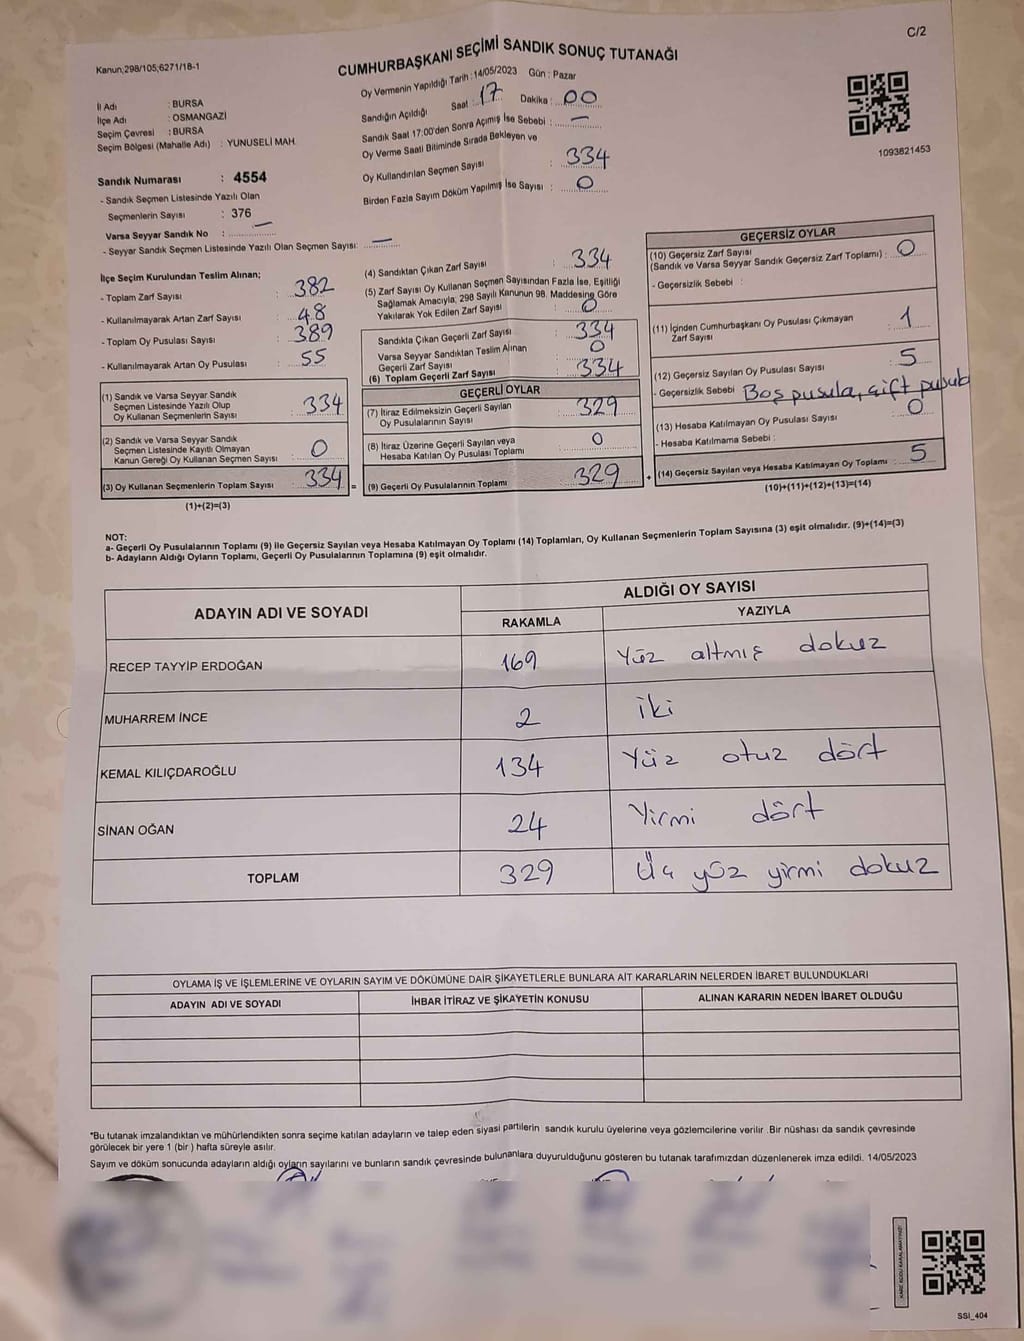 C/2
Kanun;298/105;6271/18-1
CUMHURBAŞKANI SEÇİMİ SANDIK SONUÇ TUTANAĞI
Oy Vermenin Yapıldığı Tarih : 14/05/2023 Gün : Pazar
İl Adı : BURSA
İlçe Adı : OSMANGAZİ
Seçim Çevresi : BURSA
Seçim Bölgesi (Mahalle Adı) : YUNUSELİ MAH.
Sandık Numarası : 4554
- Sandık Seçmen Listesinde Yazılı Olan
Seçmenlerin Sayısı : 376
Varsa Seyyar Sandık No : —
- Seyyar Sandık Seçmen Listesinde Yazılı Olan Seçmen Sayısı: —
Sandığın Açıldığı Saat : 17 Dakika : 00
Sandık Saat 17:00'den Sonra Açımış İse Sebebi : —
Oy Verme Saati Bitiminde Sırada Bekleyen ve
Oy Kullandırılan Seçmen Sayısı : 334
Birden Fazla Sayım Döküm Yapılmış İse Sayısı : 0
1093821453
İlçe Seçim Kurulundan Teslim Alınan;
- Toplam Zarf Sayısı : 382
- Kullanılmayarak Artan Zarf Sayısı : 48
- Toplam Oy Pusulası Sayısı : 389
- Kullanılmayarak Artan Oy Pusulası : 55
(1) Sandık ve Varsa Seyyar Sandık
Seçmen Listesinde Yazılı Olup
Oy Kullanan Seçmenlerin Sayısı : 334
(2) Sandık ve Varsa Seyyar Sandık
Seçmen Listesinde Kayıtlı Olmayan
Kanun Gereği Oy Kullanan Seçmen Sayısı : 0
(3) Oy Kullanan Seçmenlerin Toplam Sayısı : 334 =
(1)+(2)=(3)
(4) Sandıktan Çıkan Zarf Sayısı : 334
(5) Zarf Sayısı Oy Kullanan Seçmen Sayısından Fazla İse, Eşitliği
Sağlamak Amacıyla, 298 Sayılı Kanunun 98. Maddesine Göre
Yakılarak Yok Edilen Zarf Sayısı : 0
Sandıkta Çıkan Geçerli Zarf Sayısı : 334
Varsa Seyyar Sandıktan Teslim Alınan
Geçerli Zarf Sayısı : 0
(6) Toplam Geçerli Zarf Sayısı : 334
GEÇERLİ OYLAR
(7) İtiraz Edilmeksizin Geçerli Sayılan
Oy Pusulalarının Sayısı : 329
(8) İtiraz Üzerine Geçerli Sayılan veya
Hesaba Katılan Oy Pusulası Toplamı : 0
(9) Geçerli Oy Pusulalarının Toplamı : 329 +
GEÇERSİZ OYLAR
(10) Geçersiz Zarf Sayısı
(Sandık ve Varsa Seyyar Sandık Geçersiz Zarf Toplamı) : 0
- Geçersizlik Sebebi :
(11) İçinden Cumhurbaşkanı Oy Pusulası Çıkmayan
Zarf Sayısı : 1
(12) Geçersiz Sayılan Oy Pusulası Sayısı : 5
- Geçersizlik Sebebi : Boş pusula, çift pusula
(13) Hesaba Katılmayan Oy Pusulası Sayısı : 0
- Hesaba Katılmama Sebebi :
(14) Geçersiz Sayılan veya Hesaba Katılmayan Oy Toplamı : 5
(10)+(11)+(12)+(13)=(14)
NOT:
a- Geçerli Oy Pusulalarının Toplamı (9) ile Geçersiz Sayılan veya Hesaba Katılmayan Oy Toplamı (14) Toplamları, Oy Kullanan Seçmenlerin Toplam Sayısına (3) eşit olmalıdır. (9)+(14)=(3)
b- Adayların Aldığı Oyların Toplamı, Geçerli Oy Pusulalarının Toplamına (9) eşit olmalıdır.
ADAYIN ADI VE SOYADI ALDIĞI OY SAYISI
RAKAMLA YAZIYLA
RECEP TAYYİP ERDOĞAN 169 Yüz altmış dokuz
MUHARREM İNCE 2 iki
KEMAL KILIÇDAROĞLU 134 Yüz otuz dört
SİNAN OĞAN 24 Yirmi dört
TOPLAM 329 Üç yüz yirmi dokuz
OYLAMA İŞ VE İŞLEMLERİNE VE OYLARIN SAYIM VE DÖKÜMÜNE DAİR ŞİKAYETLERLE BUNLARA AİT KARARLARIN NELERDEN İBARET BULUNDUKLARI
ADAYIN ADI VE SOYADI İHBAR İTİRAZ VE ŞİKAYETİN KONUSU ALINAN KARARIN NEDEN İBARET OLDUĞU
*Bu tutanak imzalandıktan ve mühürlendikten sonra seçime katılan adayların ve talep eden siyasi partilerin sandık kurulu üyelerine veya gözlemcilerine verilir .Bir nüshası da sandık çevresinde
görülecek bir yere 1 (bir ) hafta süreyle asılır.
Sayım ve döküm sonucunda adayların aldığı oyların sayılarını ve bunların sandık çevresinde bulunanlara duyurulduğunu gösteren bu tutanak tarafımızdan düzenlenerek imza edildi. 14/05/2023
KARE KODU KARALAMAYINIZ!
SSİ_404